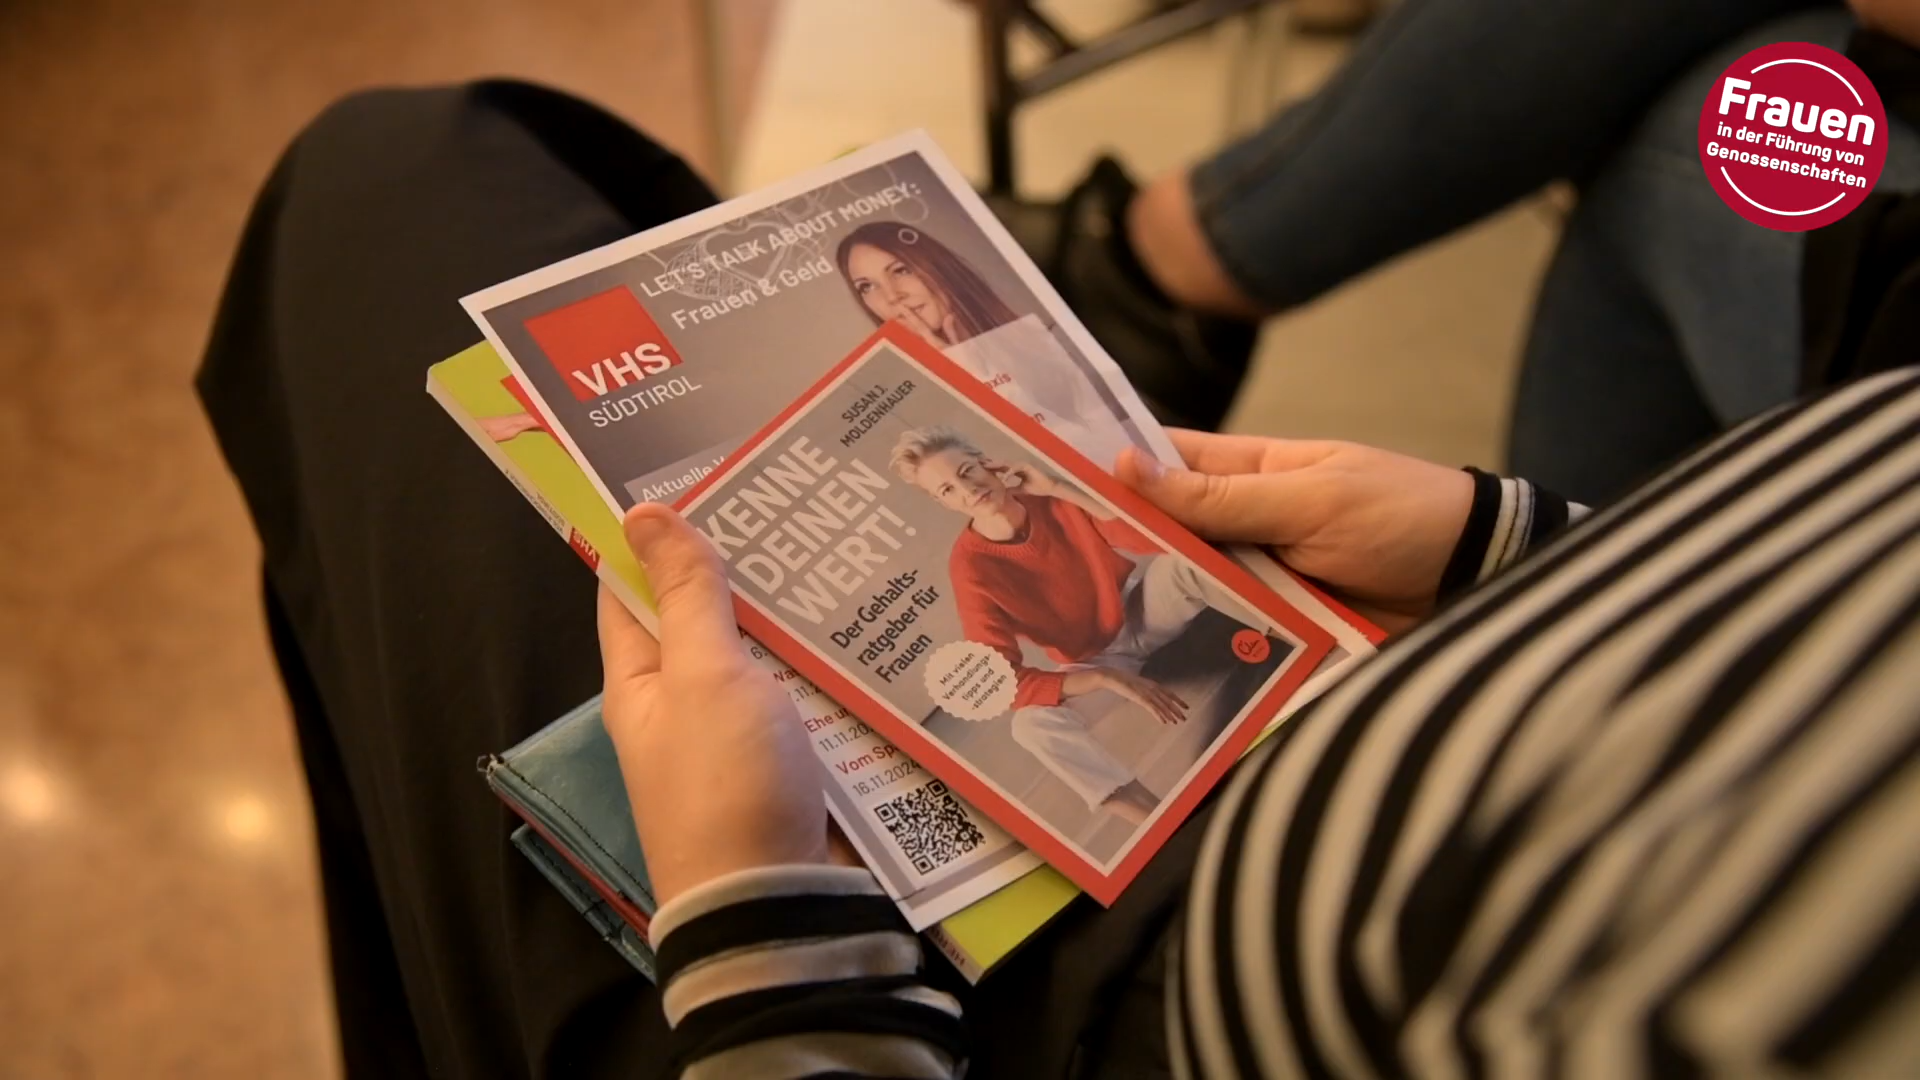 Frauen
in der Führung von
Genossenschaften
LET'S TALK ABOUT MONEY:
Frauen & Geld
VHS
SÜDTIROL
Aktuelle
SUSAN J.
MOLDENHAUER
KENNE
DEINEN
WERT!
Der Gehalts-
ratgeber für
Frauen
Mit vielen
Verhandlungs-
tipps und
-strategien
VHS
Ehe
11.11.20
Vom
16.11.2024